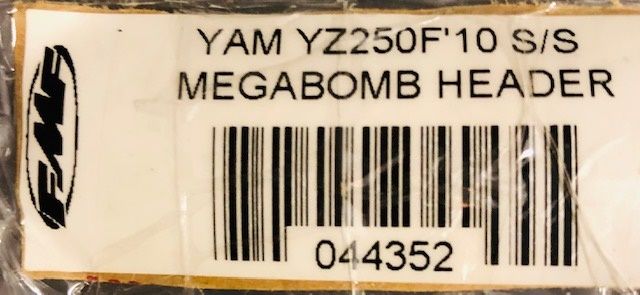 YAM YZ250F'10 S/S
MEGABOMB HEADER
FMF
044352